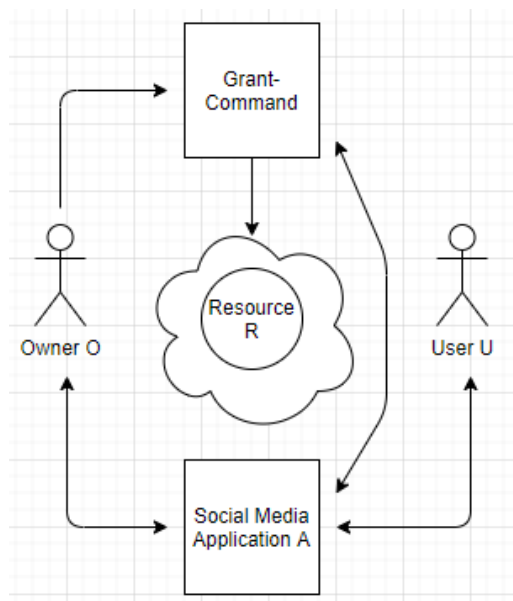 Grant-
Command
Resource
R
Owner O
User U
Social Media
Application A